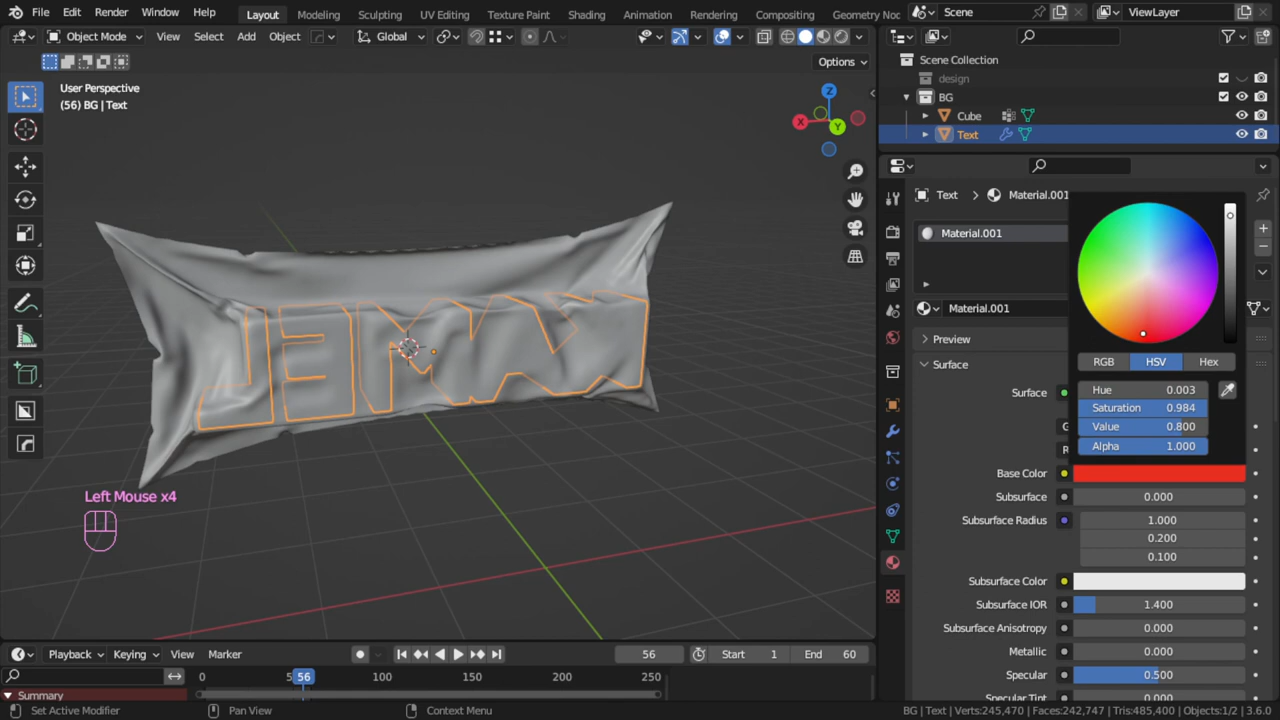 File Edit Render Window Help Layout Modeling Sculpting UV Editing Texture Paint Shading Animation Rendering Compositing Geometry Noc Scene ViewLayer
Object Mode View Select Add Object Global
Options
User Perspective
(56) BG | Text
Z
X
Y
Left Mouse x4
Scene Collection
design
BG
Cube
Text
Text > Material.001
Material.001
Material.001
Preview
Surface
Surface
RGB HSV Hex
Hue 0.003
Saturation 0.984
Value 0.800
Alpha 1.000
G
R
Base Color
Subsurface 0.000
Subsurface Radius 1.000
0.200
0.100
Subsurface Color
Subsurface IOR 1.400
Subsurface Anisotropy 0.000
Metallic 0.000
Specular 0.500
Specular Tint 0.000
Playback Keying View Marker 56 Start 1 End 60
0 5 56 100 150 200 250
Summary
Set Active Modifier Pan View Context Menu BG | Text | Verts:245,470 | Faces:242,747 | Tris:485,400 | Objects:1/2 | 3.6.0